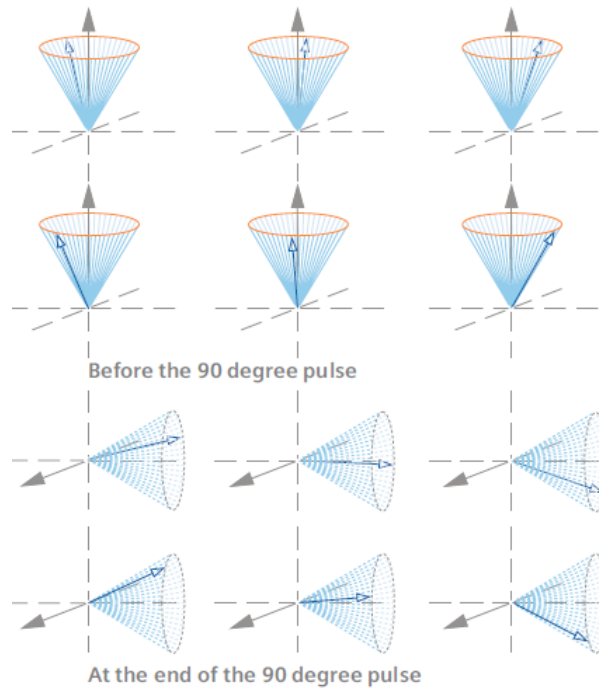 Before the 90 degree pulse
At the end of the 90 degree pulse